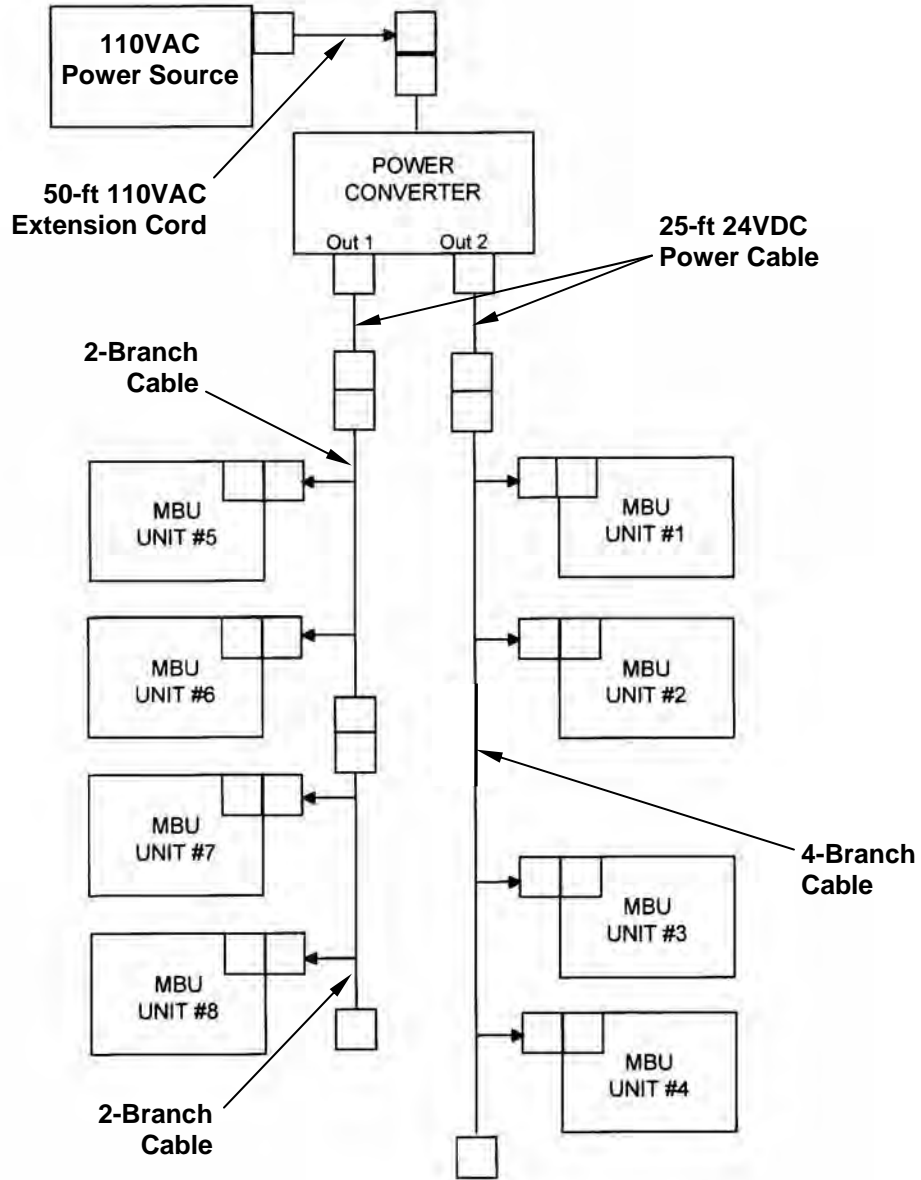 110VAC
Power Source
50-ft 110VAC
Extension Cord
POWER
CONVERTER
Out 1
Out 2
25-ft 24VDC
Power Cable
2-Branch
Cable
MBU
UNIT #5
MBU
UNIT #1
MBU
UNIT #6
MBU
UNIT #2
MBU
UNIT #7
4-Branch
Cable
MBU
UNIT #3
MBU
UNIT #8
MBU
UNIT #4
2-Branch
Cable